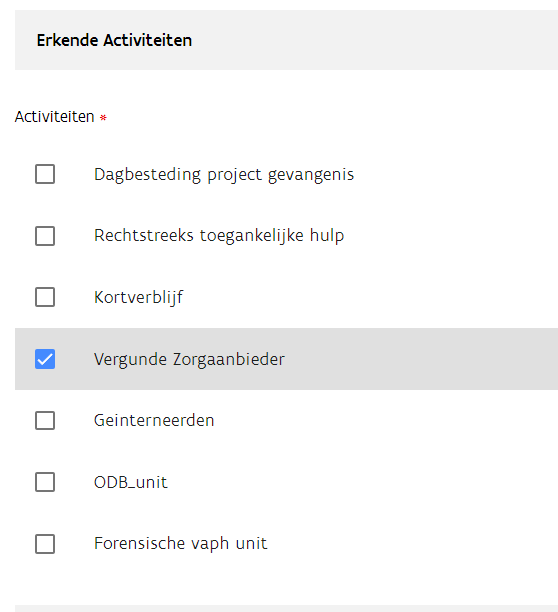 Erkende Activiteiten
Activiteiten *
Dagbesteding project gevangenis
Rechtstreeks toegankelijke hulp
Kortverblijf
Vergunde Zorgaanbieder
Geinterneerden
ODB_unit
Forensische vaph unit